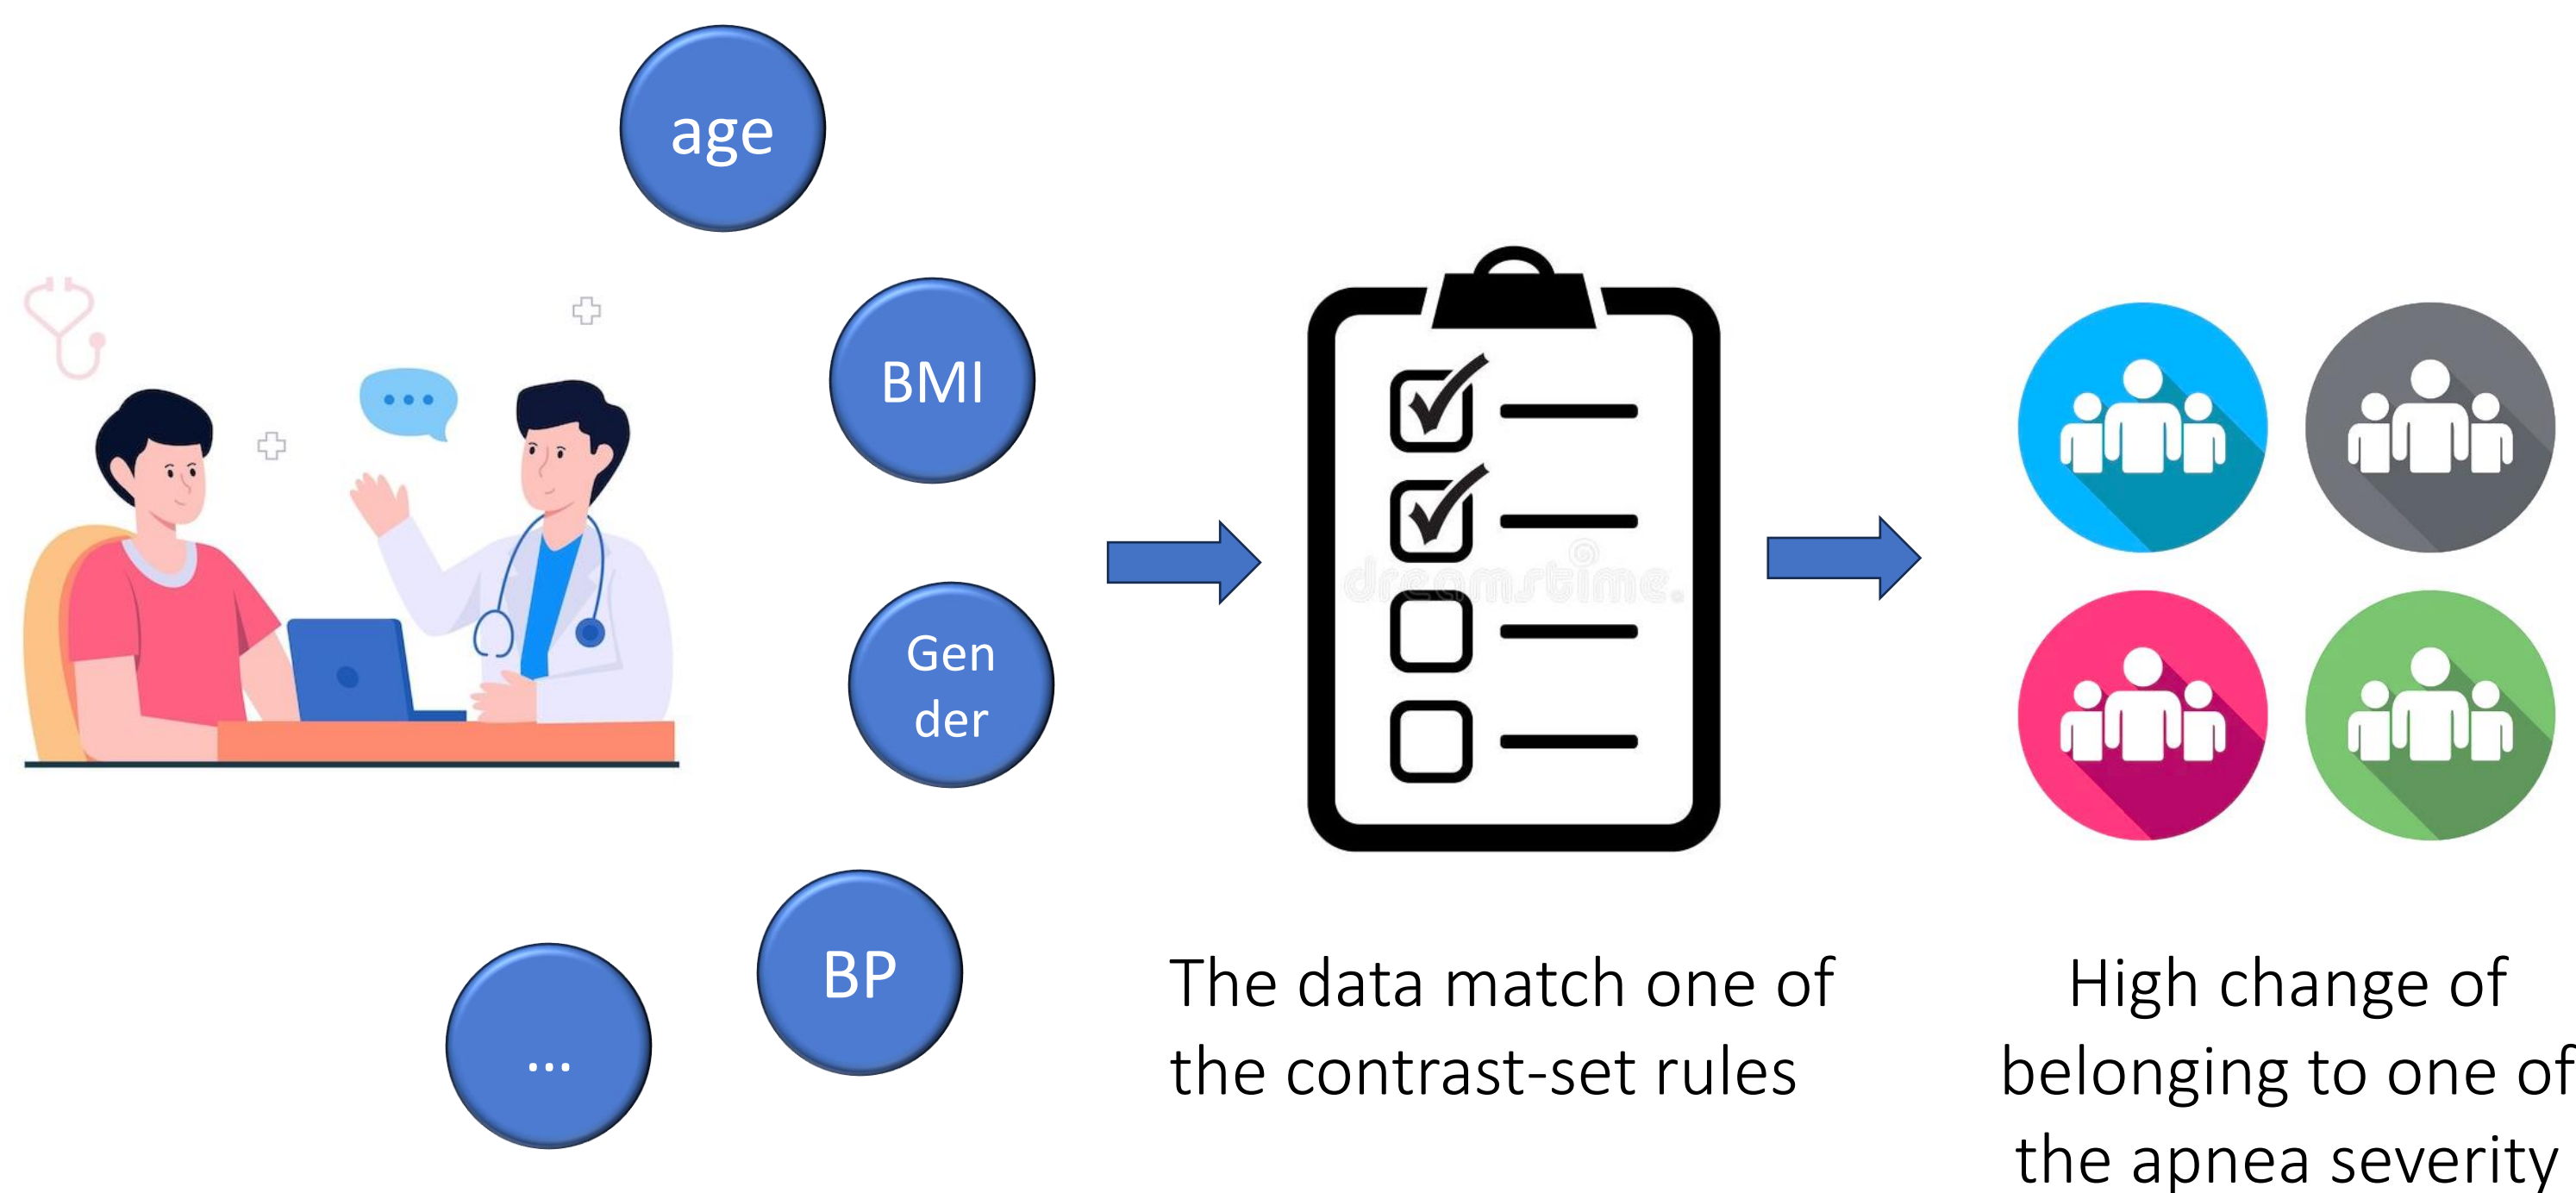 age
BMI
Gen
der
BP
...
dreamstime.
The data match one of
the contrast-set rules
High change of
belonging to one of
the apnea severity